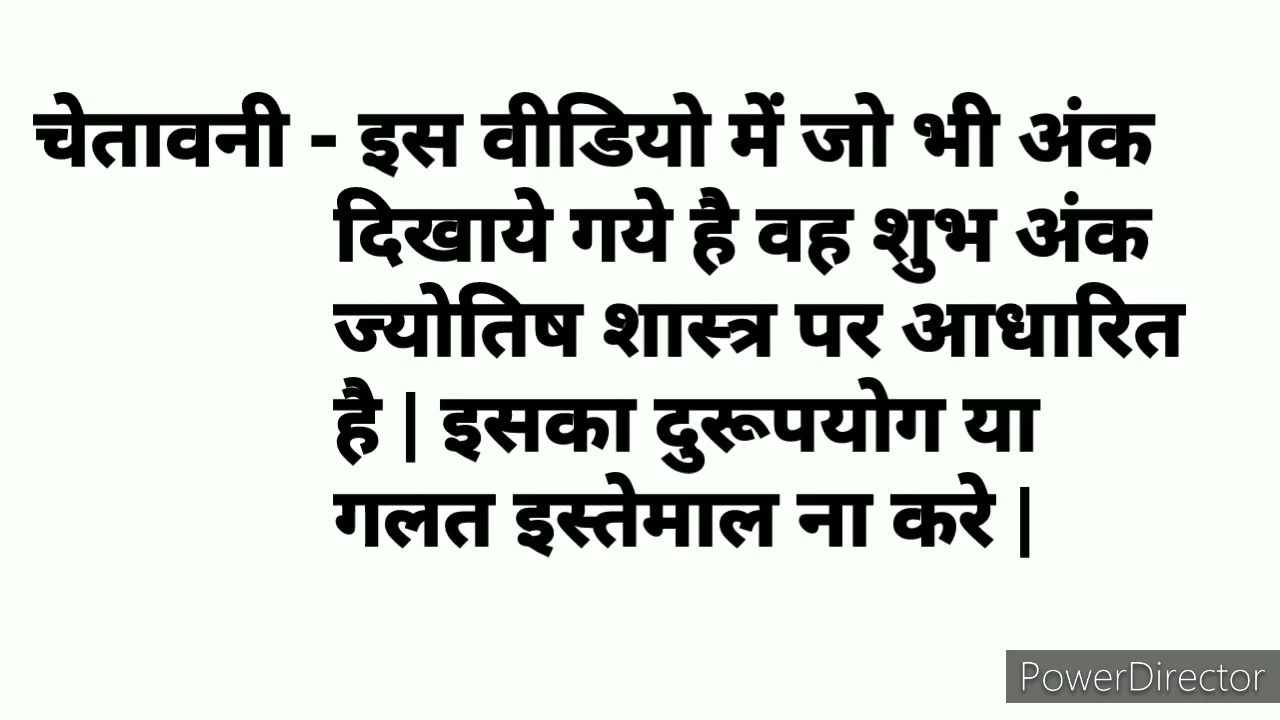 चेतावनी - इस वीडियो में जो भी अंक
दिखाये गये है वह शुभ अंक
ज्योतिष शास्त्र पर आधारित
है | इसका दुरूपयोग या
गलत इस्तेमाल ना करे |
PowerDirector